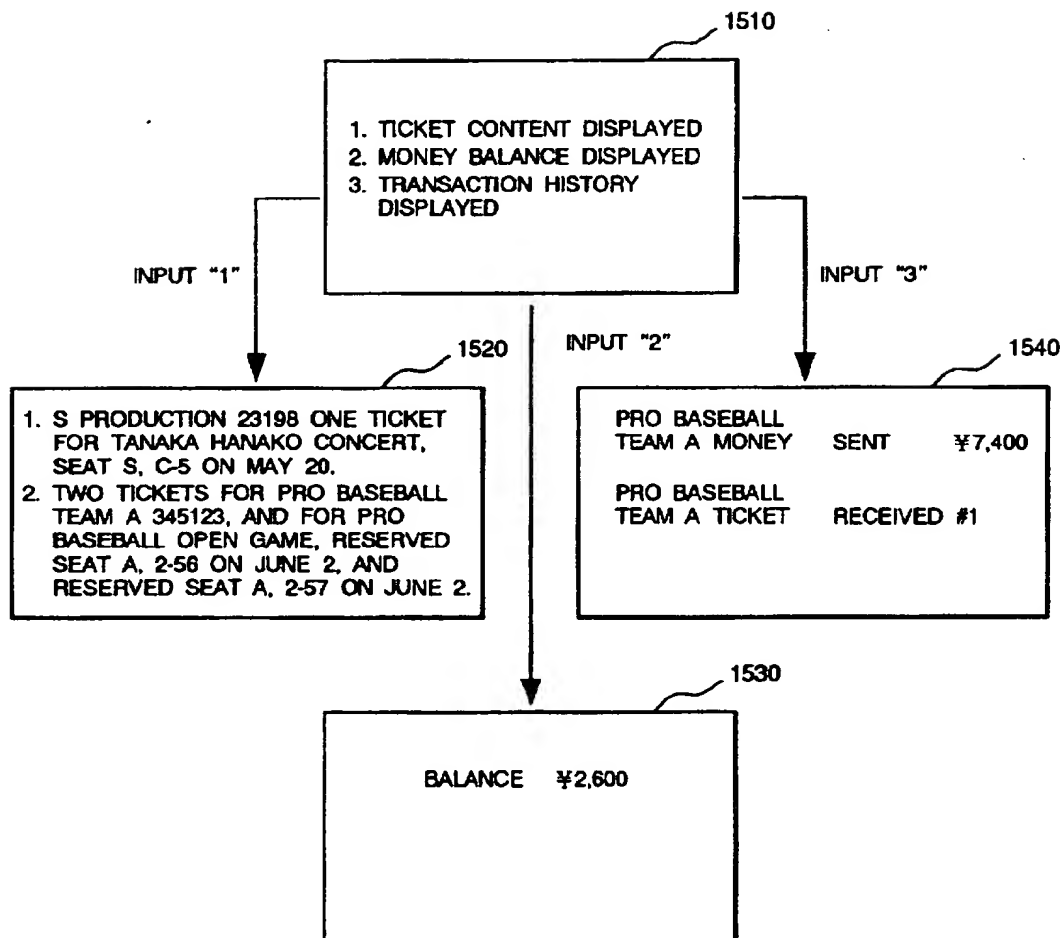 1510
1. TICKET CONTENT DISPLAYED
2. MONEY BALANCE DISPLAYED
3. TRANSACTION HISTORY
DISPLAYED
INPUT "1"
INPUT "2"
INPUT "3"
1520
1. S PRODUCTION 23198 ONE TICKET
FOR TANAKA HANAKO CONCERT,
SEAT S, C-5 ON MAY 20.
2. TWO TICKETS FOR PRO BASEBALL
TEAM A 345123, AND FOR PRO
BASEBALL OPEN GAME, RESERVED
SEAT A, 2-56 ON JUNE 2, AND
RESERVED SEAT A, 2-57 ON JUNE 2.
1540
PRO BASEBALL
TEAM A MONEY SENT ¥7,400
PRO BASEBALL
TEAM A TICKET RECEIVED #1
1530
BALANCE ¥2,600